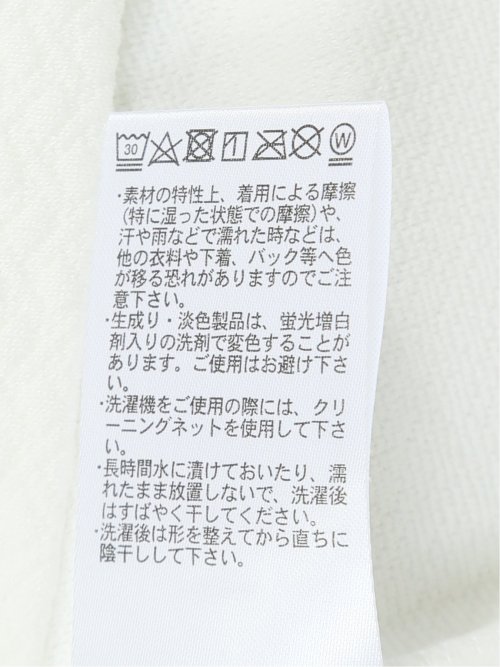 30 W
・素材の特性上、着用による摩擦
(特に湿った状態での摩擦)や、
汗や雨などで濡れた時などは、
他の衣料や下着、バック等へ色
が移る恐れがありますのでご注
意下さい。
・生成り・淡色製品は、蛍光増白
剤入りの洗剤で変色することが
あります。ご使用はお避け下さ
い。
・洗濯機をご使用の際には、クリ
ーニングネットを使用して下さ
い。
・長時間水に漬けておいたり、濡
れたまま放置しないで、洗濯後
はすばやく干してください。
・洗濯後は形を整えてから直ちに
陰干しして下さい。